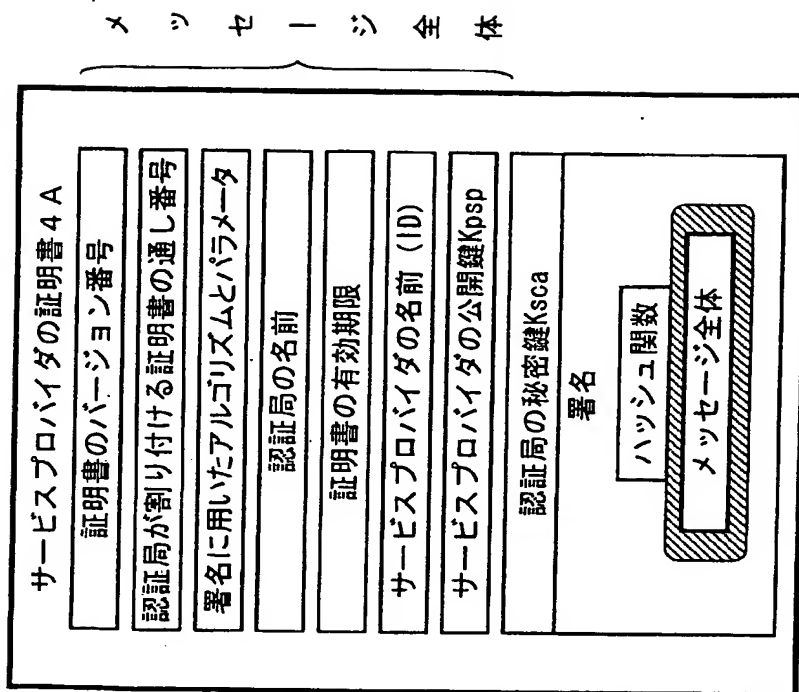 サービスプロバイダの証明書4A
証明書のバージョン番号
認証局が割り付ける証明書の通し番号
署名に用いたアルゴリズムとパラメータ
認証局の名前
証明書の有効期限
サービスプロバイダの名前 (ID)
サービスプロバイダの公開鍵Kpsp
認証局の秘密鍵Ksca
署名
ハッシュ関数
メッセージ全体
メッセージ全体